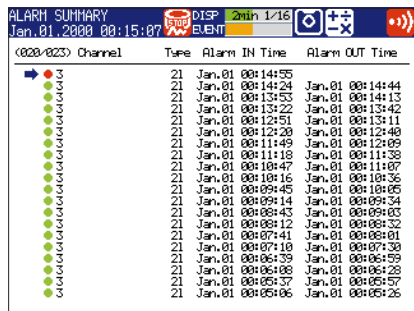 ALARM SUMMARY
Jan.01.2000 00:15:07
STOP
DISP 2min 1/16
EVENT
(020/023) Channel Type Alarm IN Time Alarm OUT Time
3 21 Jan.01 00:14:55
3 21 Jan.01 00:14:24 Jan.01 00:14:44
3 21 Jan.01 00:13:53 Jan.01 00:14:13
3 21 Jan.01 00:13:22 Jan.01 00:13:42
3 21 Jan.01 00:12:51 Jan.01 00:13:11
3 21 Jan.01 00:12:20 Jan.01 00:12:40
3 21 Jan.01 00:11:49 Jan.01 00:12:09
3 21 Jan.01 00:11:18 Jan.01 00:11:38
3 21 Jan.01 00:10:47 Jan.01 00:11:07
3 21 Jan.01 00:10:16 Jan.01 00:10:36
3 21 Jan.01 00:09:45 Jan.01 00:10:05
3 21 Jan.01 00:09:14 Jan.01 00:09:34
3 21 Jan.01 00:08:43 Jan.01 00:09:03
3 21 Jan.01 00:08:12 Jan.01 00:08:32
3 21 Jan.01 00:07:41 Jan.01 00:08:01
3 21 Jan.01 00:07:10 Jan.01 00:07:30
3 21 Jan.01 00:06:39 Jan.01 00:06:59
3 21 Jan.01 00:06:08 Jan.01 00:06:28
3 21 Jan.01 00:05:37 Jan.01 00:05:57
3 21 Jan.01 00:05:06 Jan.01 00:05:26